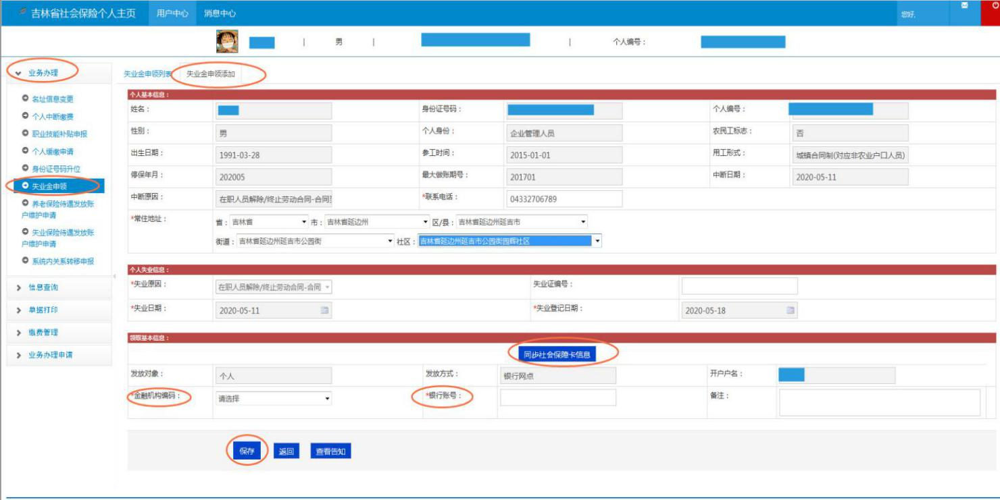 吉林省社会保险个人主页 用户中心 消息中心 您好,
男 | | | 个人编号：
业务办理
名址信息变更
个人中断缴费
职业技能补贴申报
个人缓缴申请
身份证号码升位
失业金申领
养老保险待遇发放账
户维护申请
失业保险待遇发放账
户维护申请
系统内关系转移申报
信息查询
单据打印
缴费管理
业务办理申请
失业金申领列表 失业金申领添加
个人基本信息：
姓名： 身份证号码： 个人编号：
性别： 男 个人身份： 企业管理人员 农民工标志： 否
出生日期： 1991-03-28 参工时间： 2015-01-01 用工形式： 城镇合同制(对应非农业户口人员)
停保年月： 202005 最大做账期号： 201701 中断日期： 2020-05-11
中断原因： 在职人员解除/终止劳动合同-合同 *联系电话： 04332706789
*常住地址： 省：吉林省 市：吉林省延边州 区/县：吉林省延边州延吉市
街道：吉林省延边州延吉市公园街 社区：吉林省延边州延吉市公园街园辉社区
个人失业信息：
*失业原因： 在职人员解除/终止劳动合同-合同 失业证编号：
*失业日期： 2020-05-11 *失业登记日期： 2020-05-18
领取基本信息：
同步社会保障卡信息
发放对象： 个人 发放方式： 银行网点 开户户名：
*金融机构编码： 请选择 *银行账号： 备注：
保存 返回 查看告知